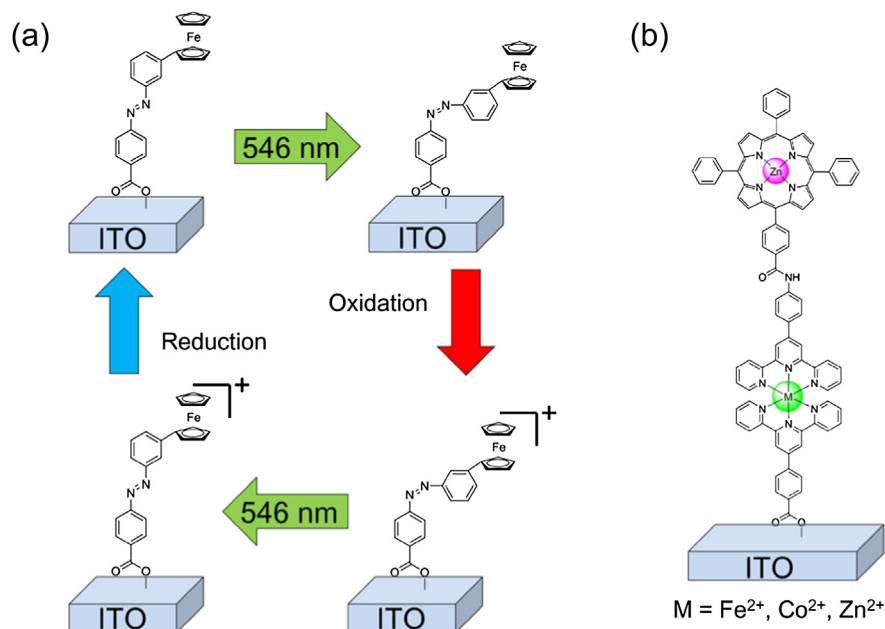 (a)
(b)
Fe
N=N
O
O
ITO
546 nm
Fe
N=N
O
O
ITO
Oxidation
Reduction
+
Fe
N=N
O
O
ITO
546 nm
+
Fe
N=N
O
O
ITO
N
N
Zn
N
N
O
NH
N
N
N
M
N
N
N
O
O
ITO
M = Fe²⁺, Co²⁺, Zn²⁺